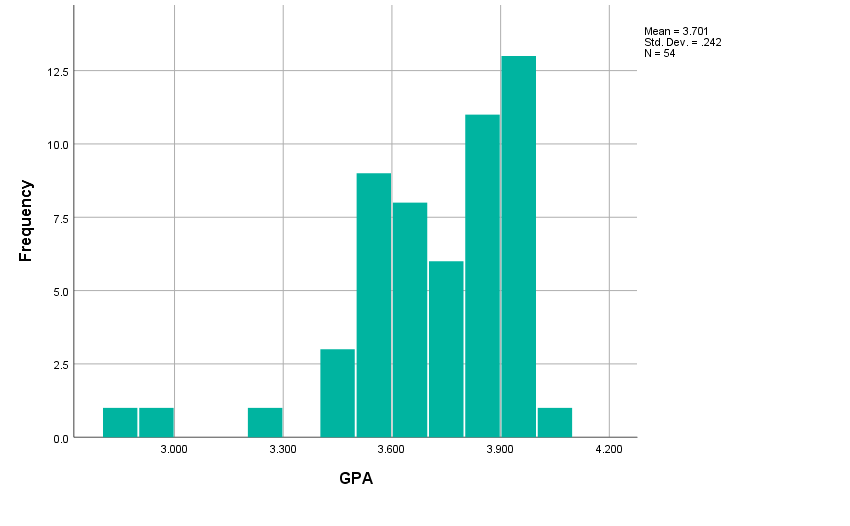 Mean = 3.701
Std. Dev. = .242
N = 54
12.5
10.0
7.5
5.0
2.5
0.0
Frequency
3.000 3.300 3.600 3.900 4.200
GPA